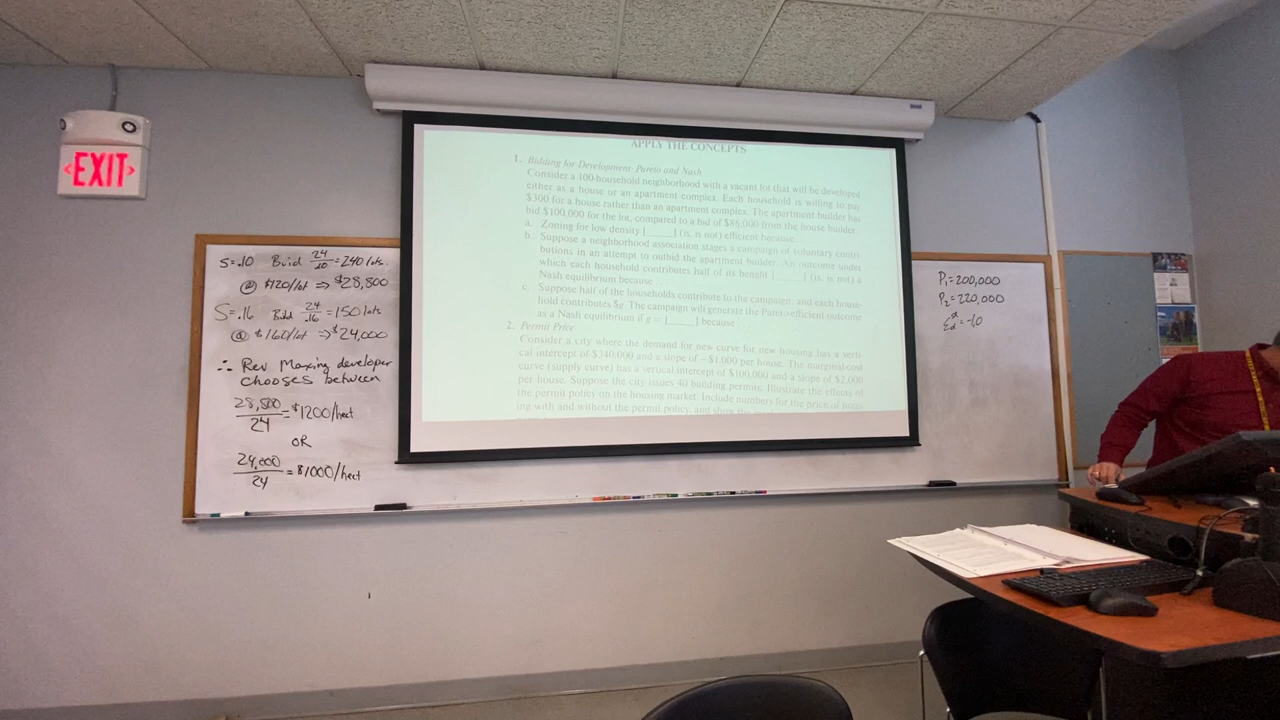 EXIT
S=.10 Buid 24/.10 = 240 lots.
@ $120/lot ⇒ $28,800
S=.16 Bild 24/.16 = 150 lots
@ $160/lot ⇒ $24,000
∴ Rev Maxing developer
chooses between
28,800/24 = $1200/hect
OR
24,000/24 = $1000/hect
APPLY THE CONCEPTS
1. Bidding for Development: Pareto and Nash
Consider a 100-household neighborhood with a vacant lot that will be developed
either as a house or an apartment complex. Each household is willing to pay
$300 for a house rather than an apartment complex. The apartment builder has
bid $100,000 for the lot, compared to a bid of $85,000 from the house builder.
a. Zoning for low density [_____] (is, is not) efficient because . . .
b. Suppose a neighborhood association stages a campaign of voluntary contri-
butions in an attempt to outbid the apartment builder. An outcome under
which each household contributes half of its benefit [_____] (is, is not) a
Nash equilibrium because . . .
c. Suppose half of the households contribute to the campaign, and each house-
hold contributes $g. The campaign will generate the Pareto-efficient outcome
as a Nash equilibrium if g = [_____] because . . .
2. Permit Price
Consider a city where the demand for new curve for new housing has a verti-
cal intercept of $340,000 and a slope of −$1,000 per house. The marginal-cost
curve (supply curve) has a vertical intercept of $100,000 and a slope of $2,000
per house. Suppose the city issues 40 building permits. Illustrate the effects of
the permit policy on the housing market. Include numbers for the price of hous-
ing with and without the permit policy, and show the
P₁=200,000
P₂=220,000